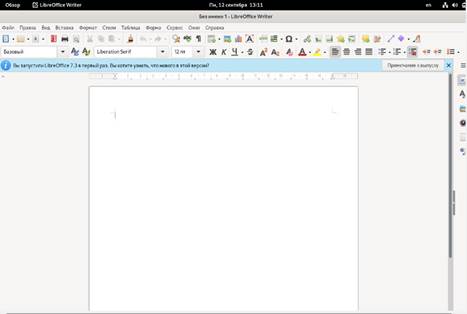 Обзор LibreOffice Writer Пн, 12 сентября 13:11 en
Без имени 1 - LibreOffice Writer
Файл Правка Вид Вставка Формат Стили Таблица Форма Сервис Окно Справка
Базовый Liberation Serif 12 пт Ж К Ч S
Вы запустили LibreOffice 7.3 в первый раз. Вы хотите узнать, что нового в этой версии? Примечания к выпуску